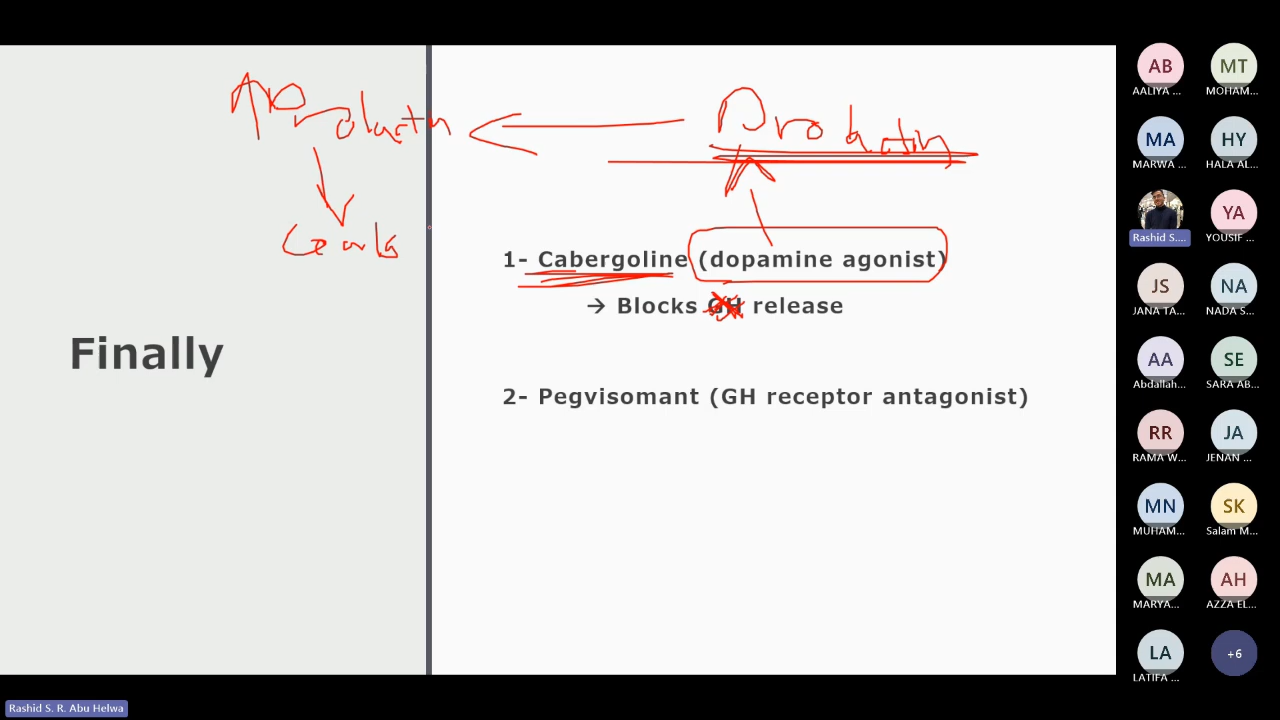 Prolactin
↑Prolactin
1- Cabergoline (dopamine agonist)
→ Blocks GH release
Finally
2- Pegvisomant (GH receptor antagonist)
AB
AALIYA ...
MT
MOHAM...
MA
MARWA ...
HY
HALA AL...
Rashid S....
YA
YOUSIF ...
JS
JANA TA...
NA
NADA S...
AA
Abdallah...
SE
SARA AB...
RR
RAMA W...
JA
JENAN ...
MN
MUHAM...
SK
Salam M...
MA
MARYA...
AH
AZZA EL...
LA
LATIFA ...
+6
Rashid S. R. Abu Helwa